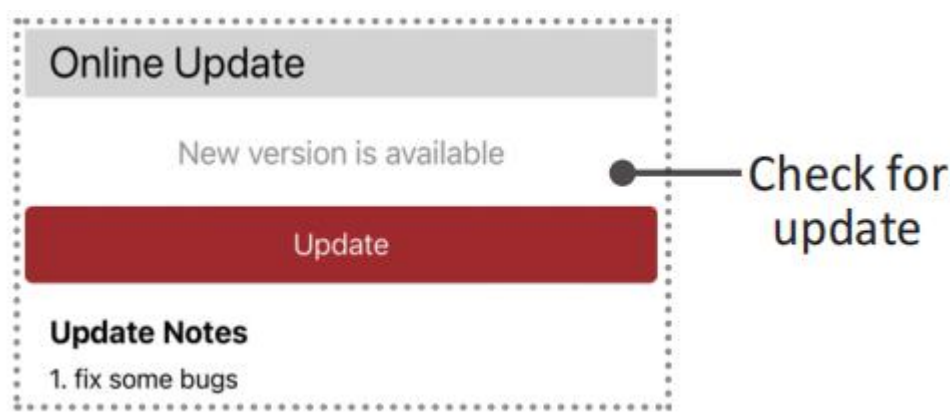 Online Update
New version is available
Check for
update
Update
Update Notes
1. fix some bugs